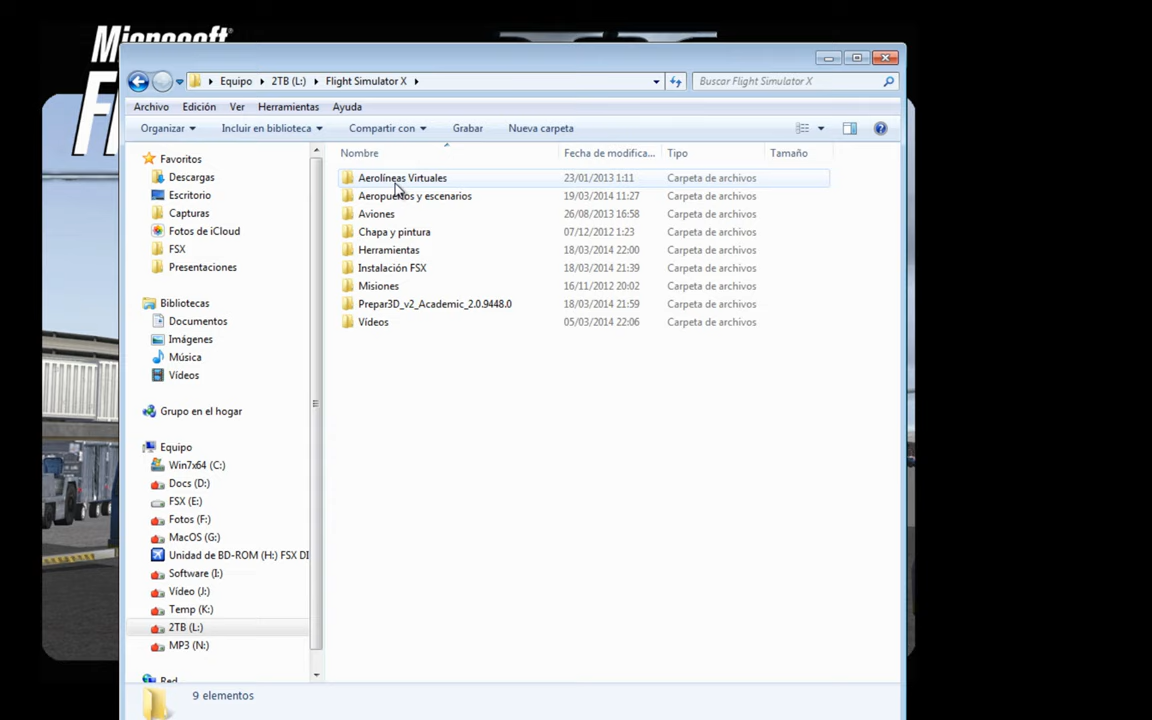 Microsoft®
Equipo 2TB (L:) Flight Simulator X
Buscar Flight Simulator X
Archivo Edición Ver Herramientas Ayuda
Organizar Incluir en biblioteca Compartir con Grabar Nueva carpeta
Nombre Fecha de modifica... Tipo Tamaño
Favoritos
Descargas
Escritorio
Capturas
Fotos de iCloud
FSX
Presentaciones
Bibliotecas
Documentos
Imágenes
Música
Vídeos
Grupo en el hogar
Equipo
Win7x64 (C:)
Docs (D:)
FSX (E:)
Fotos (F:)
MacOS (G:)
Unidad de BD-ROM (H:) FSX DI
Software (I:)
Vídeo (J:)
Temp (K:)
2TB (L:)
MP3 (N:)
Red
Aerolíneas Virtuales 23/01/2013 1:11 Carpeta de archivos
Aeropuertos y escenarios 19/03/2014 11:27 Carpeta de archivos
Aviones 26/08/2013 16:58 Carpeta de archivos
Chapa y pintura 07/12/2012 1:23 Carpeta de archivos
Herramientas 18/03/2014 22:00 Carpeta de archivos
Instalación FSX 18/03/2014 21:39 Carpeta de archivos
Misiones 16/11/2012 20:02 Carpeta de archivos
Prepar3D_v2_Academic_2.0.9448.0 18/03/2014 21:59 Carpeta de archivos
Vídeos 05/03/2014 22:06 Carpeta de archivos
9 elementos